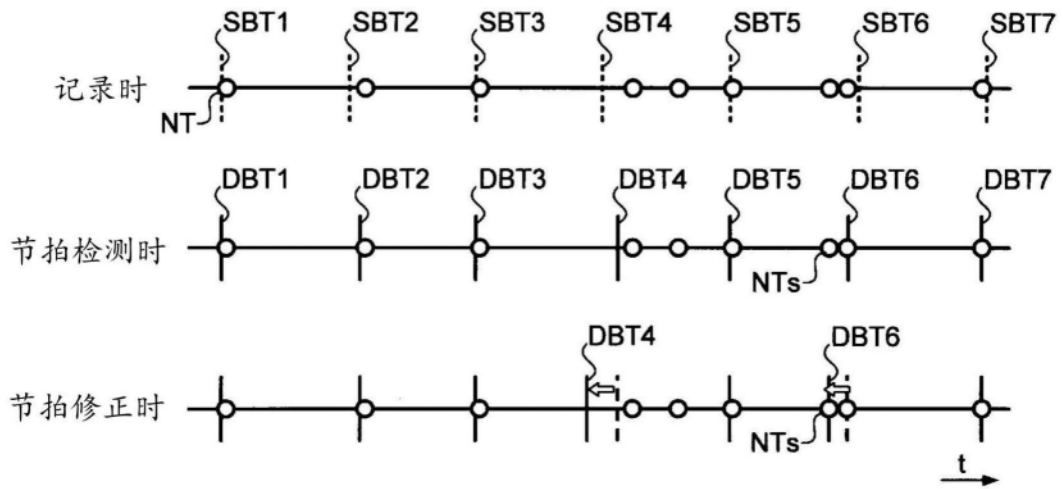 SBT1 SBT2 SBT3 SBT4 SBT5 SBT6 SBT7
记录时
NT
DBT1 DBT2 DBT3 DBT4 DBT5 DBT6 DBT7
节拍检测时
NTs
DBT4 DBT6
节拍修正时
NTs
t